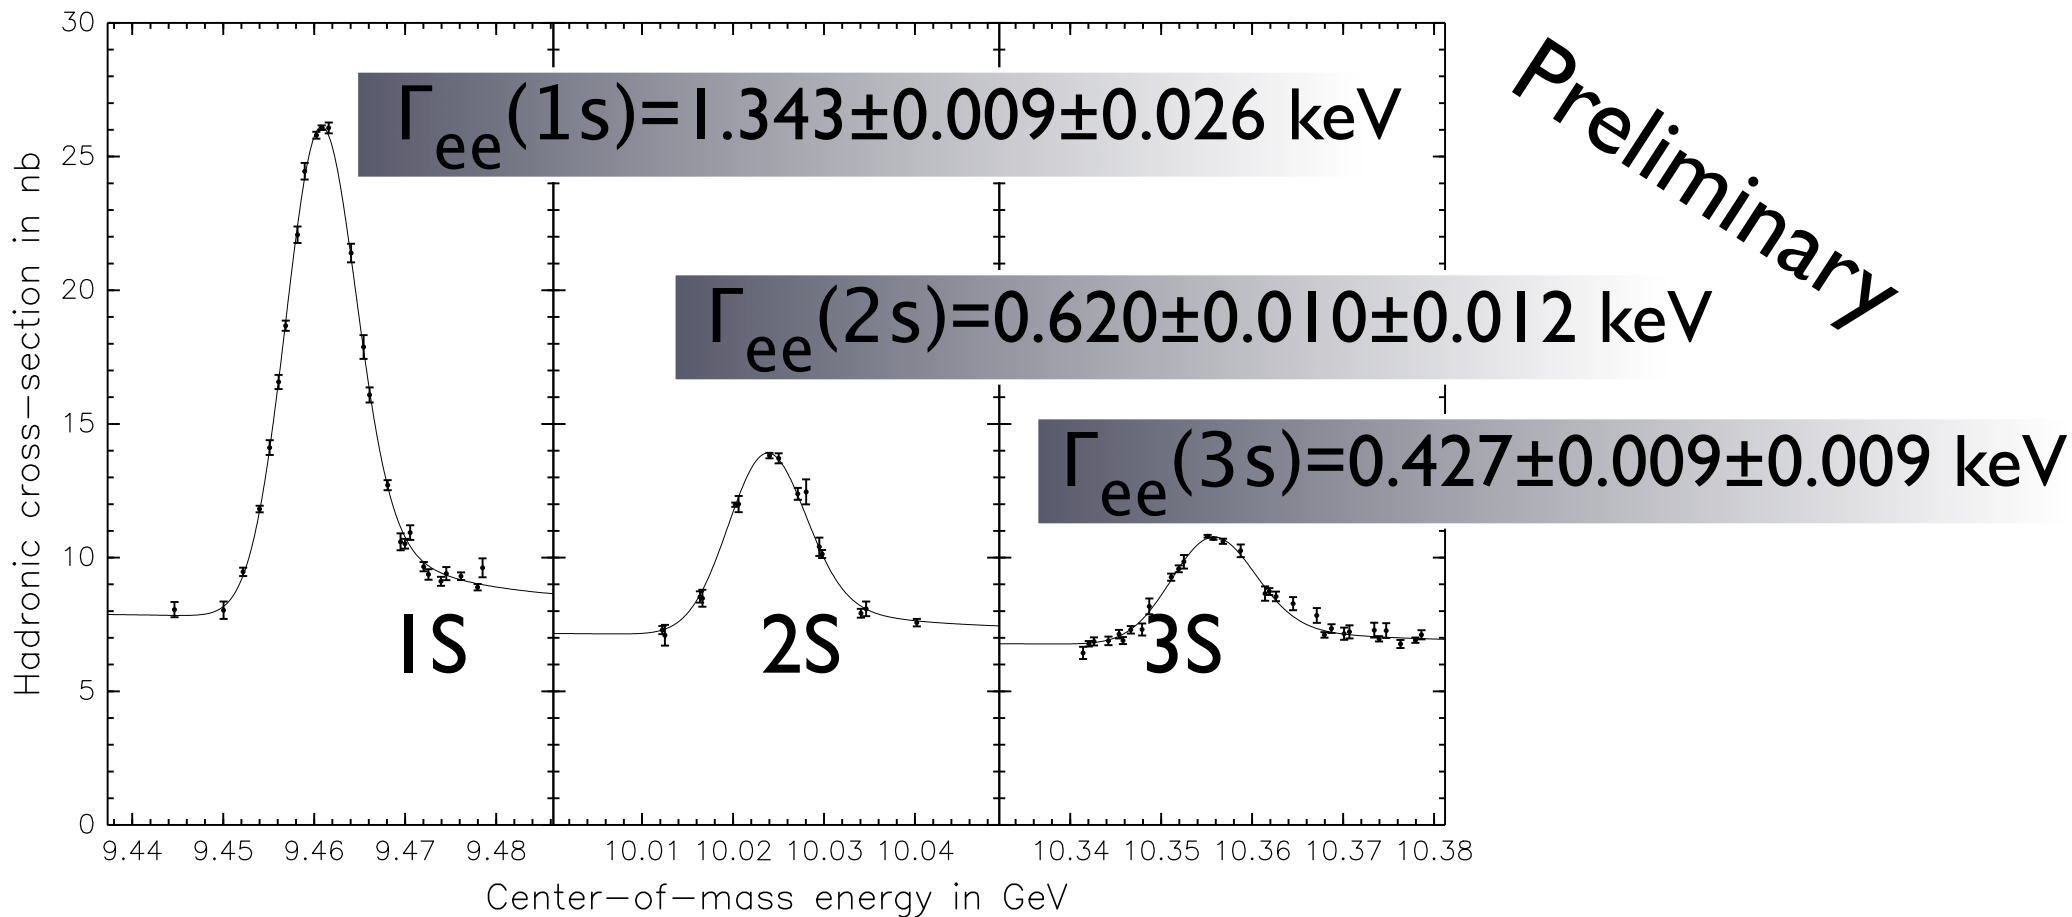 30
25
20
15
10
5
0
Hadronic cross-section in nb
Γee(1s)=1.343±0.009±0.026 keV
Preliminary
Γee(2s)=0.620±0.010±0.012 keV
Γee(3s)=0.427±0.009±0.009 keV
1S 2S 3S
9.44 9.45 9.46 9.47 9.48 10.01 10.02 10.03 10.04 10.34 10.35 10.36 10.37 10.38
Center-of-mass energy in GeV